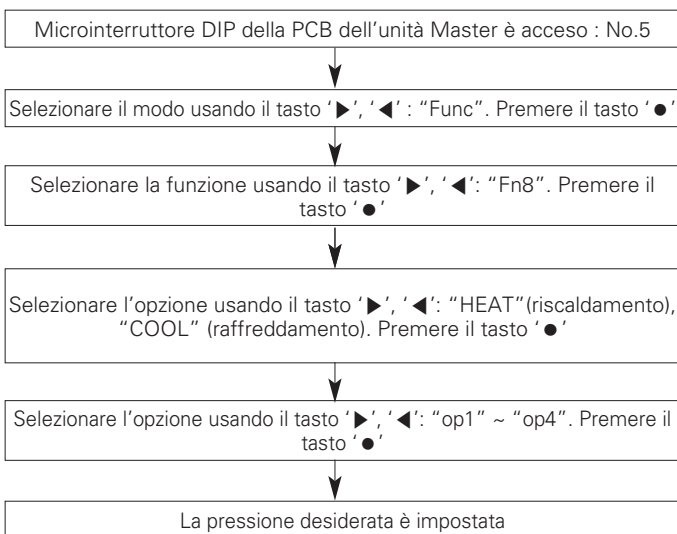 Microinterruttore DIP della PCB dell'unità Master è acceso : No.5
Selezionare il modo usando il tasto ‘▶’, ‘◀’ : “Func”. Premere il tasto ‘●’
Selezionare la funzione usando il tasto ‘▶’, ‘◀’: “Fn8”. Premere il
tasto ‘●’
Selezionare l'opzione usando il tasto ‘▶’, ‘◀’: “HEAT”(riscaldamento),
“COOL” (raffreddamento). Premere il tasto ‘●’
Selezionare l'opzione usando il tasto ‘▶’, ‘◀’: “op1” ~ “op4”. Premere il
tasto ‘●’
La pressione desiderata è impostata